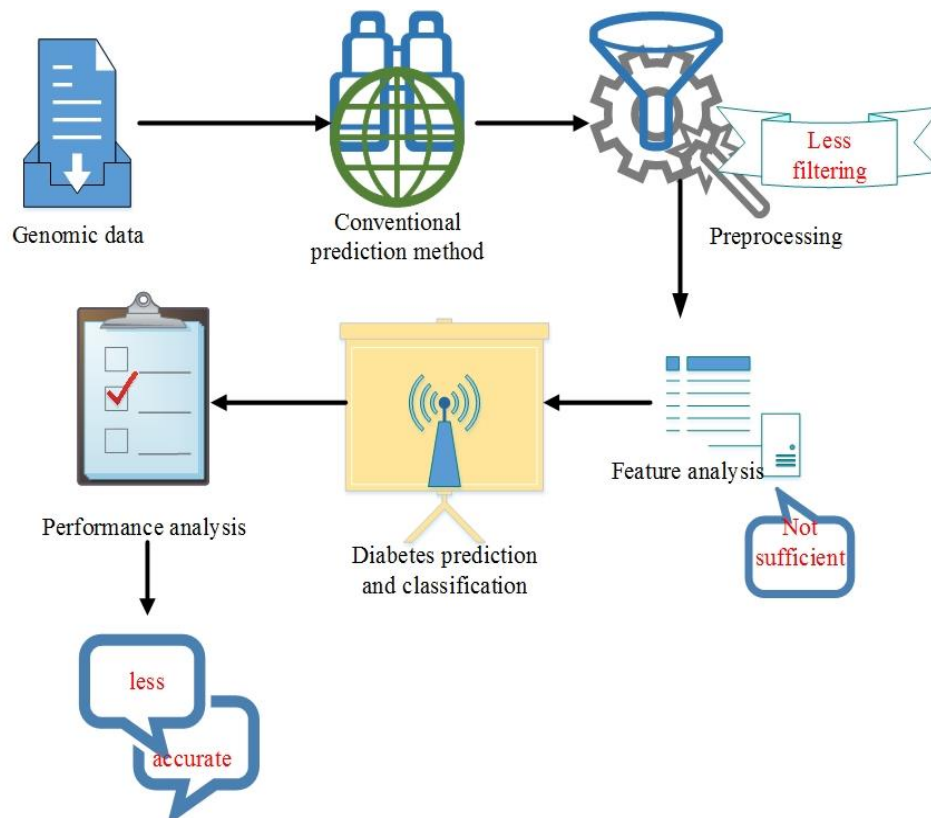 Genomic data
Conventional
prediction method
Less
filtering
Preprocessing
Feature analysis
Not
sufficient
Diabetes prediction
and classification
Performance analysis
less
accurate